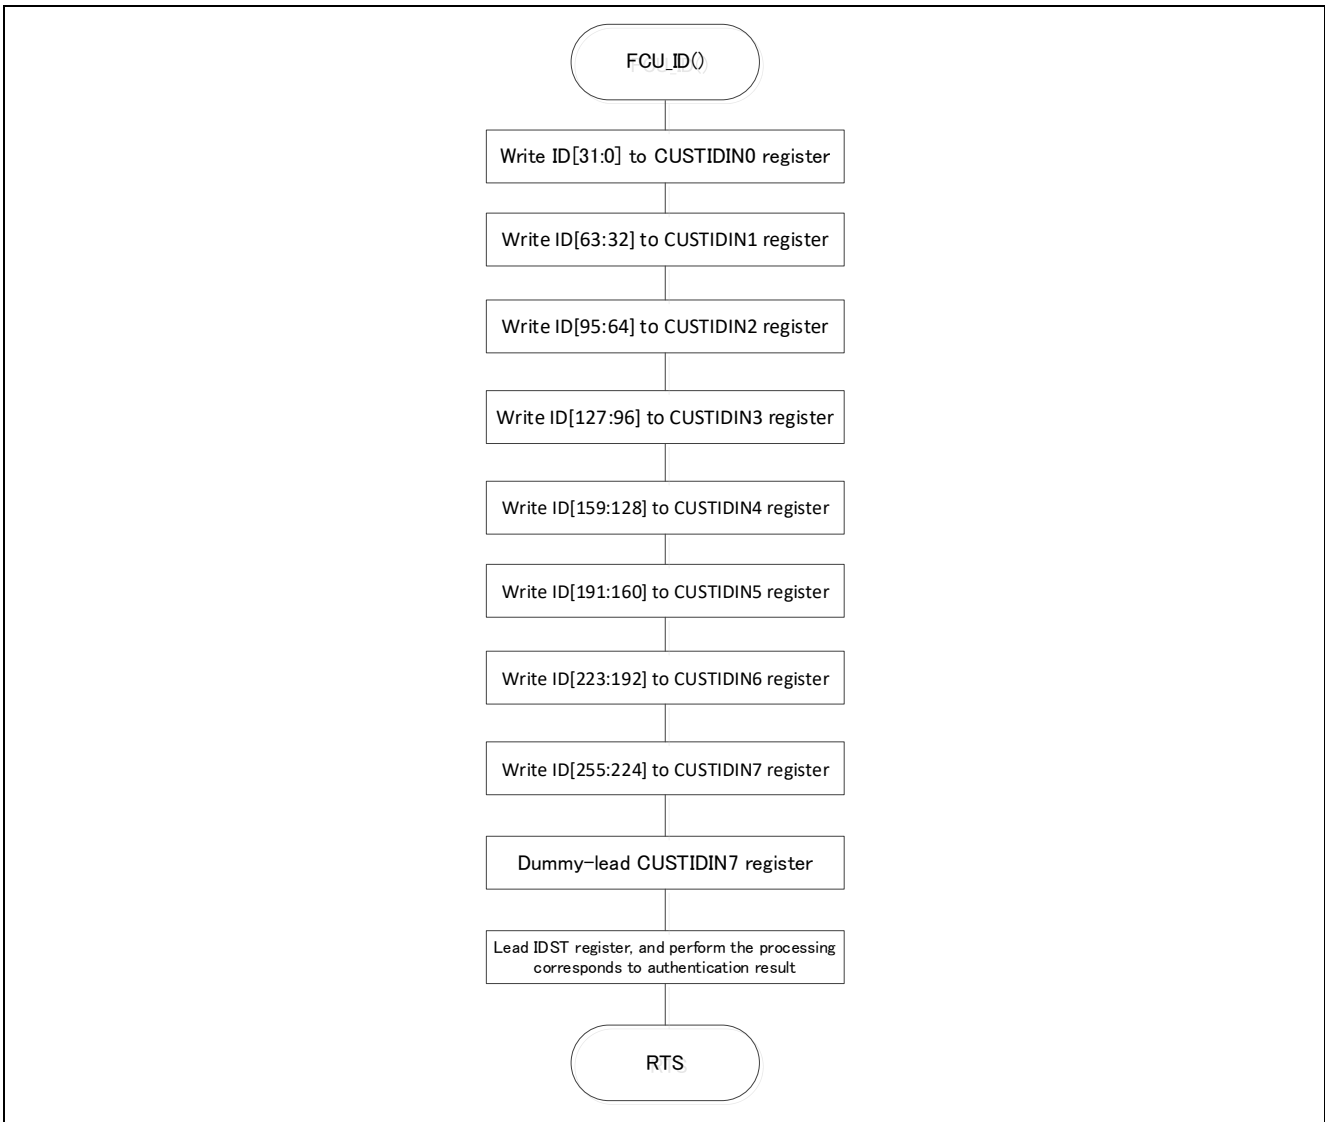 FCU_ID()
Write ID[31:0] to CUSTIDIN0 register
Write ID[63:32] to CUSTIDIN1 register
Write ID[95:64] to CUSTIDIN2 register
Write ID[127:96] to CUSTIDIN3 register
Write ID[159:128] to CUSTIDIN4 register
Write ID[191:160] to CUSTIDIN5 register
Write ID[223:192] to CUSTIDIN6 register
Write ID[255:224] to CUSTIDIN7 register
Dummy-lead CUSTIDIN7 register
Lead IDST register, and perform the processing
corresponds to authentication result
RTS